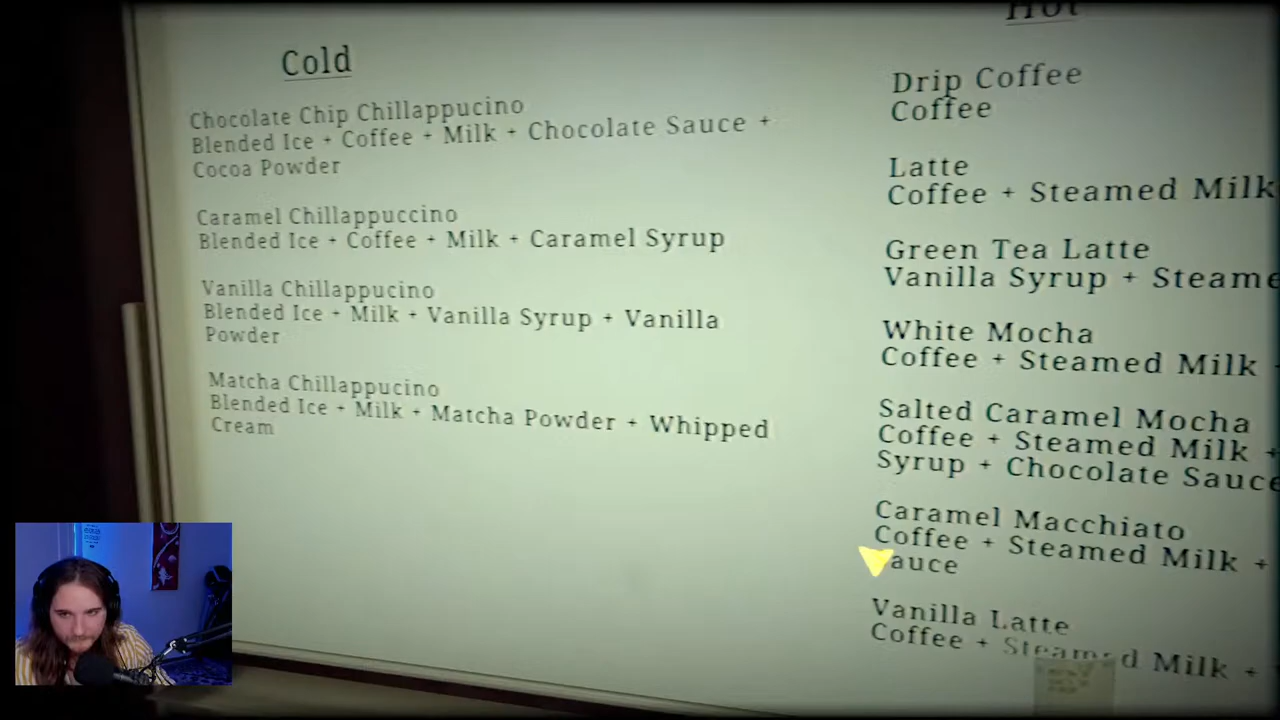 Cold
Chocolate Chip Chillappucino
Blended Ice + Coffee + Milk + Chocolate Sauce +
Cocoa Powder
Caramel Chillappuccino
Blended Ice + Coffee + Milk + Caramel Syrup
Vanilla Chillappucino
Blended Ice + Milk + Vanilla Syrup + Vanilla
Powder
Matcha Chillappucino
Blended Ice + Milk + Matcha Powder + Whipped
Cream
Hot
Drip Coffee
Coffee
Latte
Coffee + Steamed Milk
Green Tea Latte
Vanilla Syrup + Steame
White Mocha
Coffee + Steamed Milk +
Salted Caramel Mocha
Coffee + Steamed Milk +
Syrup + Chocolate Sauce
Caramel Macchiato
Coffee + Steamed Milk +
auce
Vanilla Latte
Coffee + Steamed Milk +